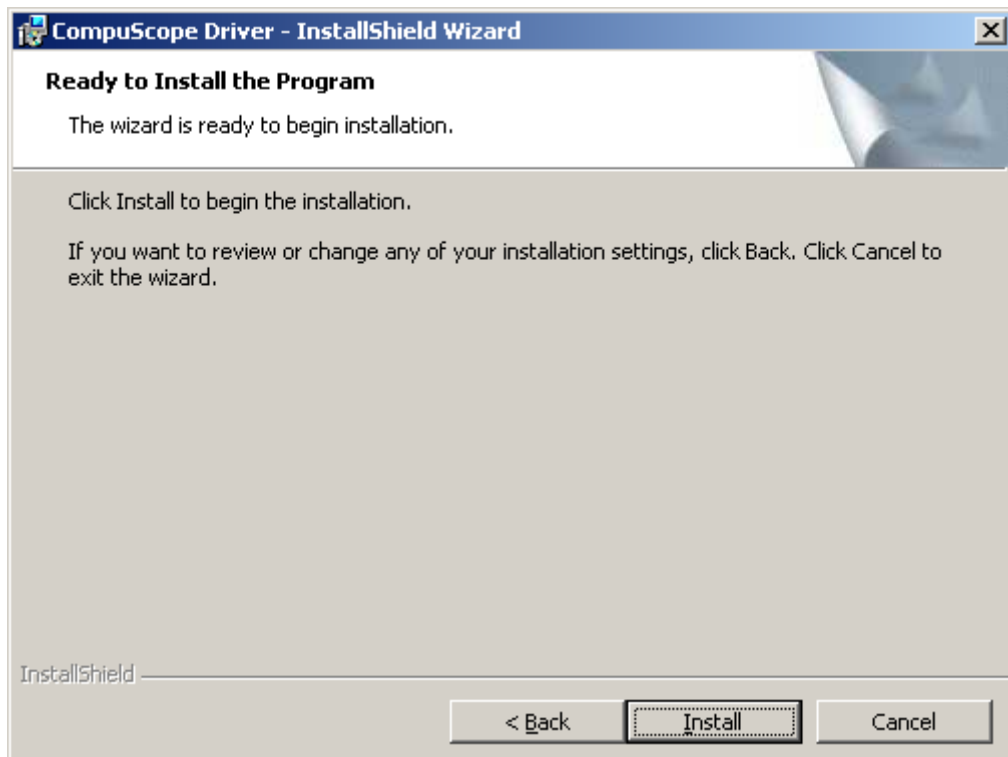 CompuScope Driver - InstallShield Wizard
Ready to Install the Program
The wizard is ready to begin installation.
Click Install to begin the installation.
If you want to review or change any of your installation settings, click Back. Click Cancel to
exit the wizard.
InstallShield
< Back
Install
Cancel